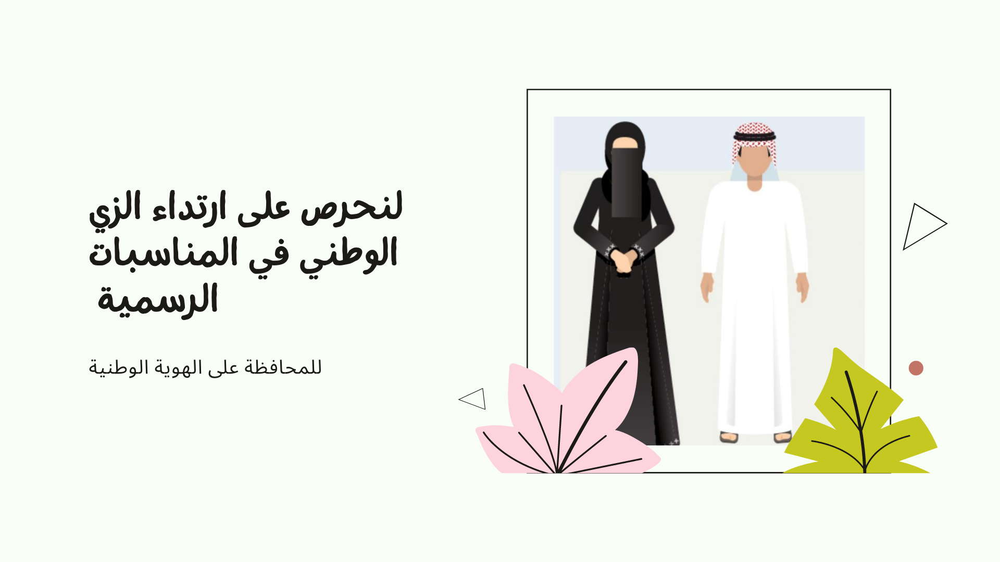 لنحرص على ارتداء الزي
الوطني في المناسبات
الرسمية
للمحافظة على الهوية الوطنية